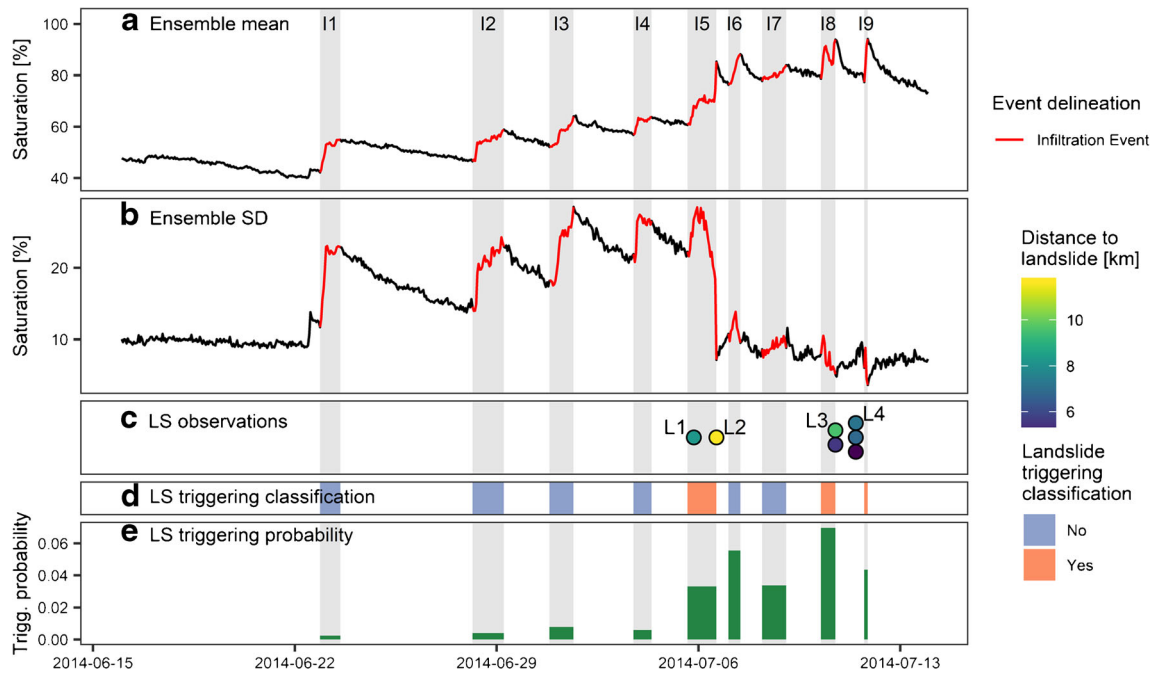 a Ensemble mean
I1 I2 I3 I4 I5 I6 I7 I8 I9
Saturation [%]
100
80
60
40
Event delineation
Infiltration Event
b Ensemble SD
Saturation [%]
20
10
Distance to
landslide [km]
10
8
6
c LS observations
L1 L2 L3 L4
d LS triggering classification
Landslide
triggering
classification
No
Yes
e LS triggering probability
Trigg. probability
0.06
0.04
0.02
0.00
2014-06-15 2014-06-22 2014-06-29 2014-07-06 2014-07-13